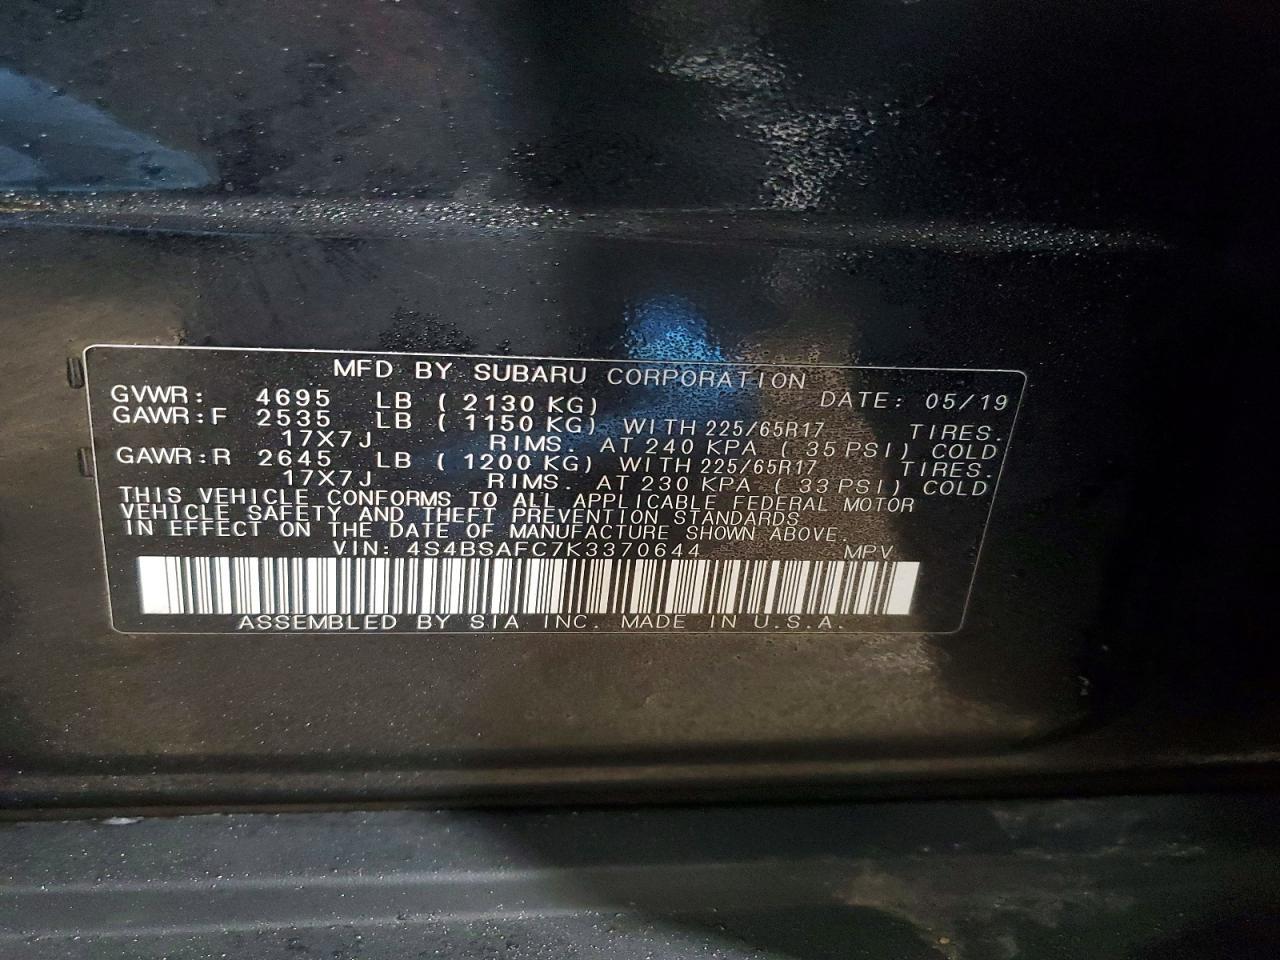 MFD BY SUBARU CORPORATION
GVWR: 4695 LB ( 2130 KG) DATE: 05/19
GAWR:F 2535 LB ( 1150 KG) WITH 225/65R17 TIRES.
17X7J RIMS. AT 240 KPA ( 35 PSI) COLD
GAWR:R 2645 LB ( 1200 KG) WITH 225/65R17 TIRES.
17X7J RIMS. AT 230 KPA ( 33 PSI) COLD
THIS VEHICLE CONFORMS TO ALL APPLICABLE FEDERAL MOTOR
VEHICLE SAFETY AND THEFT PREVENTION STANDARDS
IN EFFECT ON THE DATE OF MANUFACTURE SHOWN ABOVE.
VIN: 4S4BSAFC7K3370644 MPV
ASSEMBLED BY SIA INC. MADE IN U.S.A.